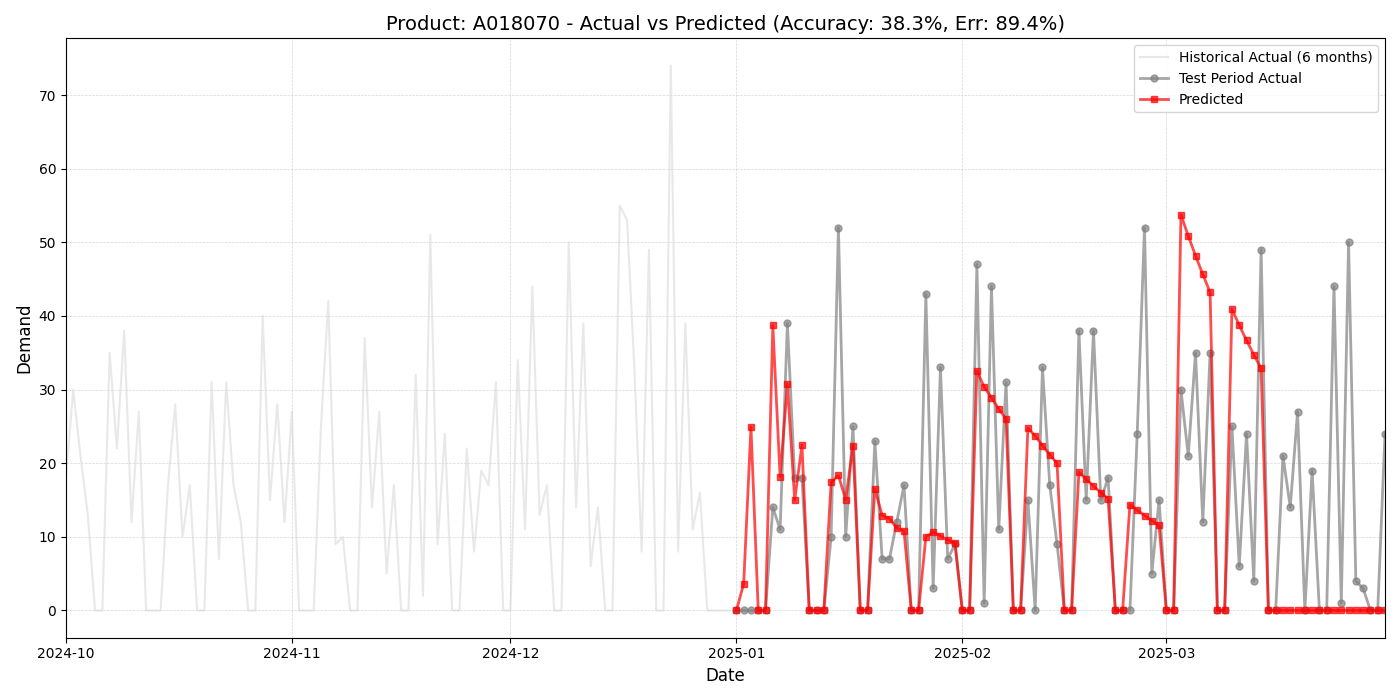 Product: A018070 - Actual vs Predicted (Accuracy: 38.3%, Err: 89.4%)
Historical Actual (6 months)
Test Period Actual
Predicted
Demand
70
60
50
40
30
20
10
0
2024-10
2024-11
2024-12
2025-01
2025-02
2025-03
Date